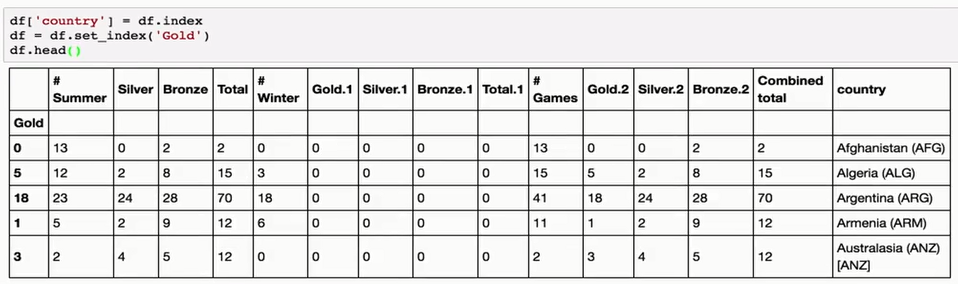 df['country'] = df.index
df = df.set_index('Gold')
df.head()
# Summer Silver Bronze Total # Winter Gold.1 Silver.1 Bronze.1 Total.1 # Games Gold.2 Silver.2 Bronze.2 Combined total country
Gold
0 13 0 2 2 0 0 0 0 0 13 0 0 2 2 Afghanistan (AFG)
5 12 2 8 15 3 0 0 0 0 15 5 2 8 15 Algeria (ALG)
18 23 24 28 70 18 0 0 0 0 41 18 24 28 70 Argentina (ARG)
1 5 2 9 12 6 0 0 0 0 11 1 2 9 12 Armenia (ARM)
3 2 4 5 12 0 0 0 0 0 2 3 4 5 12 Australasia (ANZ) [ANZ]